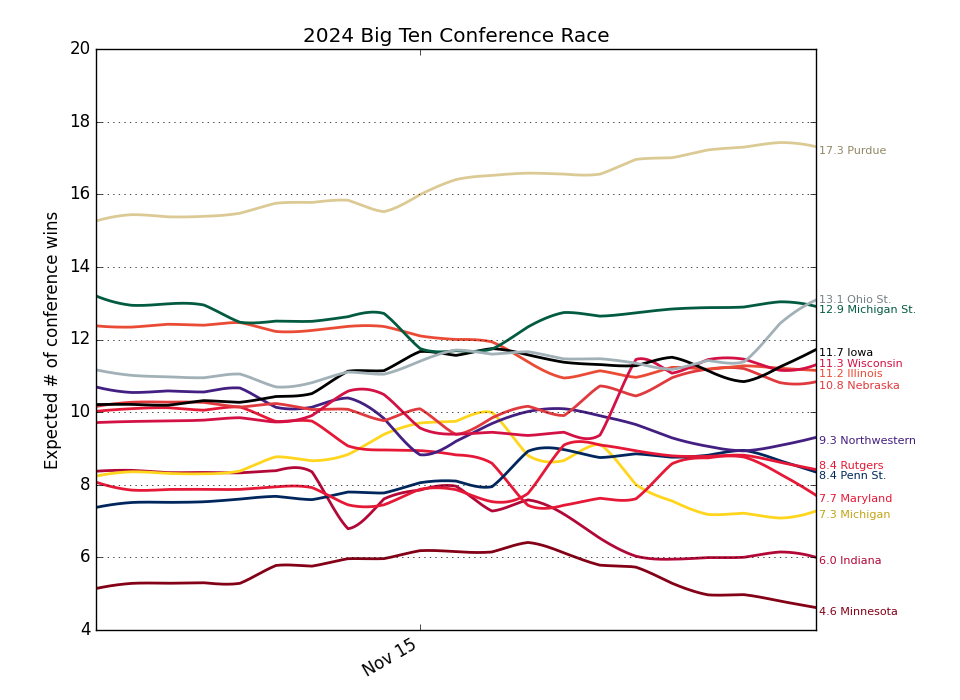 2024 Big Ten Conference Race
Expected # of conference wins
20
18
16
14
12
10
8
6
4
Nov 15
17.3 Purdue
13.1 Ohio St.
12.9 Michigan St.
11.7 Iowa
11.3 Wisconsin
11.2 Illinois
10.8 Nebraska
9.3 Northwestern
8.4 Rutgers
8.4 Penn St.
7.7 Maryland
7.3 Michigan
6.0 Indiana
4.6 Minnesota